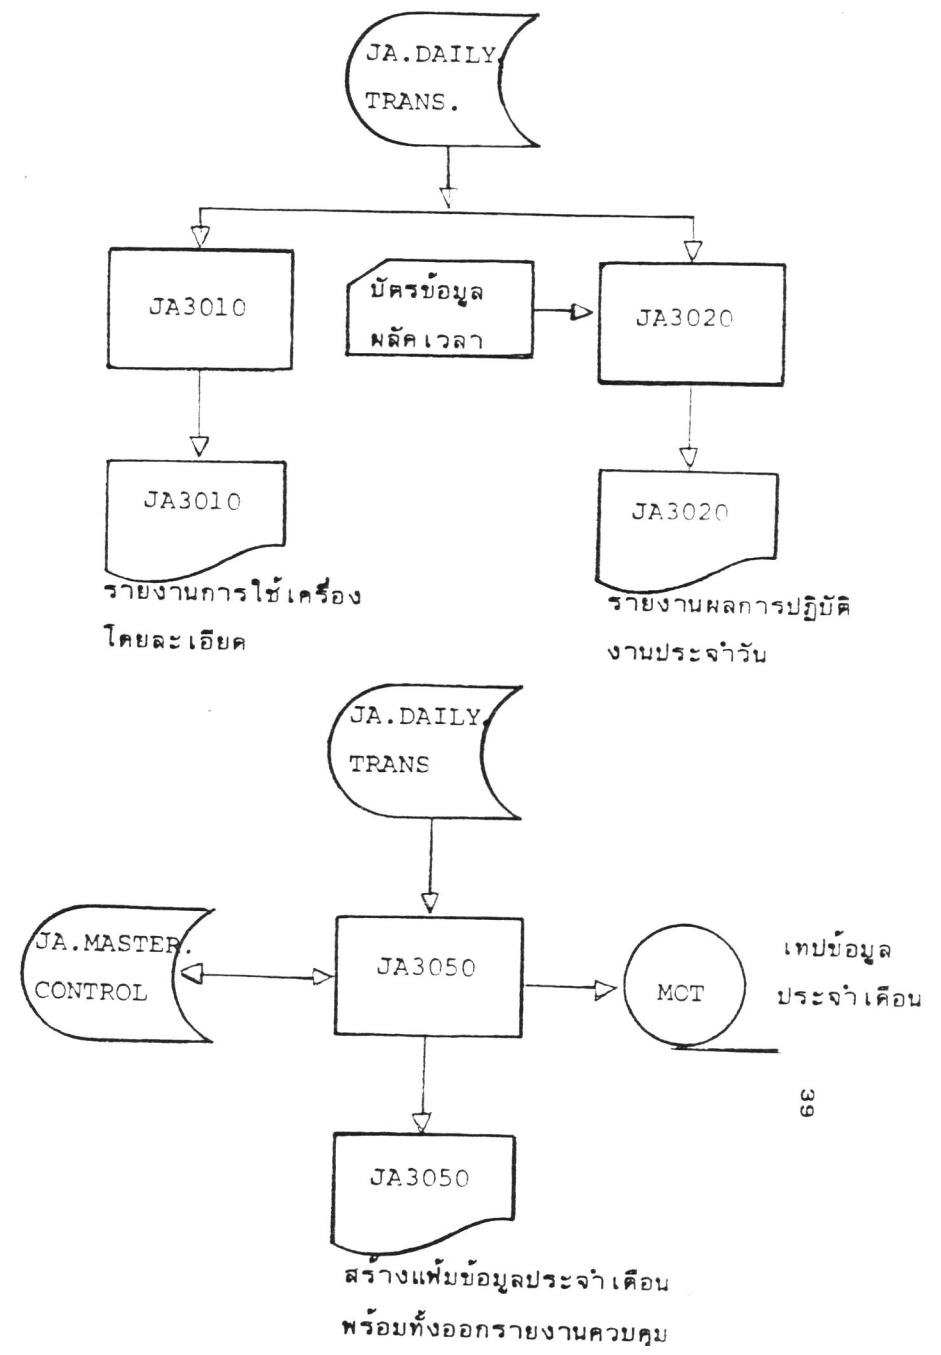 JA.DAILY.
TRANS.
JA3010
บัตรข้อมูล
ผลัดเวลา
JA3020
JA3010
JA3020
รายงานการใช้เครื่อง
โดยละเอียด
รายงานผลการปฏิบัติ
งานประจำวัน
JA.DAILY.
TRANS
JA.MASTER.
CONTROL
JA3050
MCT
เทปข้อมูล
ประจำเดือน
39
JA3050
สร้างแฟ้มข้อมูลประจำเดือน
พร้อมทั้งออกรายงานควบคุม